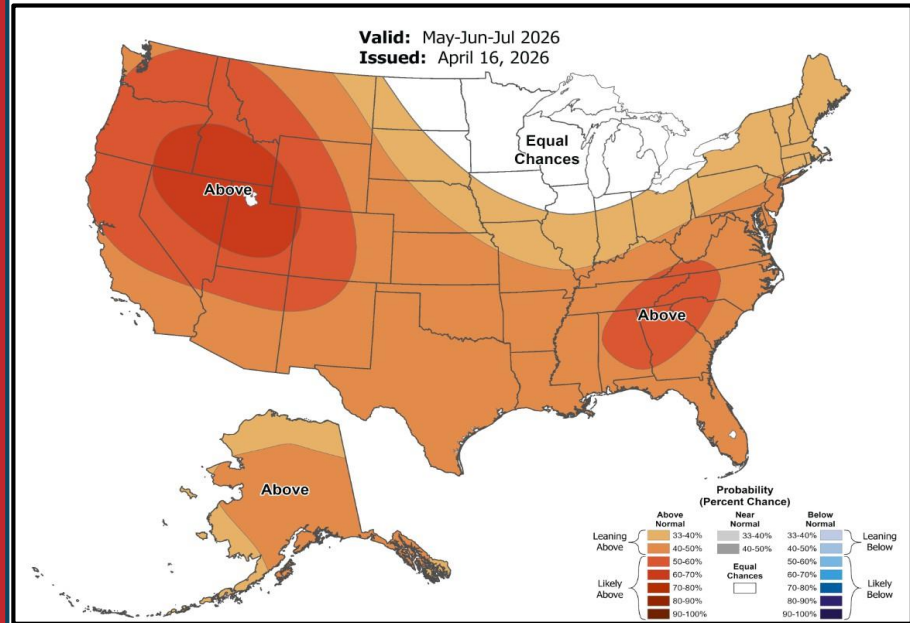 Valid: May-Jun-Jul 2026
Issued: April 16, 2026
Equal
Chances
Above
Above
Above
Probability
(Percent Chance)
Above
Normal
Near
Normal
Below
Normal
Leaning
Above
33-40%
40-50%
50-60%
60-70%
70-80%
80-90%
90-100%
Likely
Above
33-40%
40-50%
Equal
Chances
33-40%
40-50%
50-60%
60-70%
70-80%
80-90%
90-100%
Leaning
Below
Likely
Below